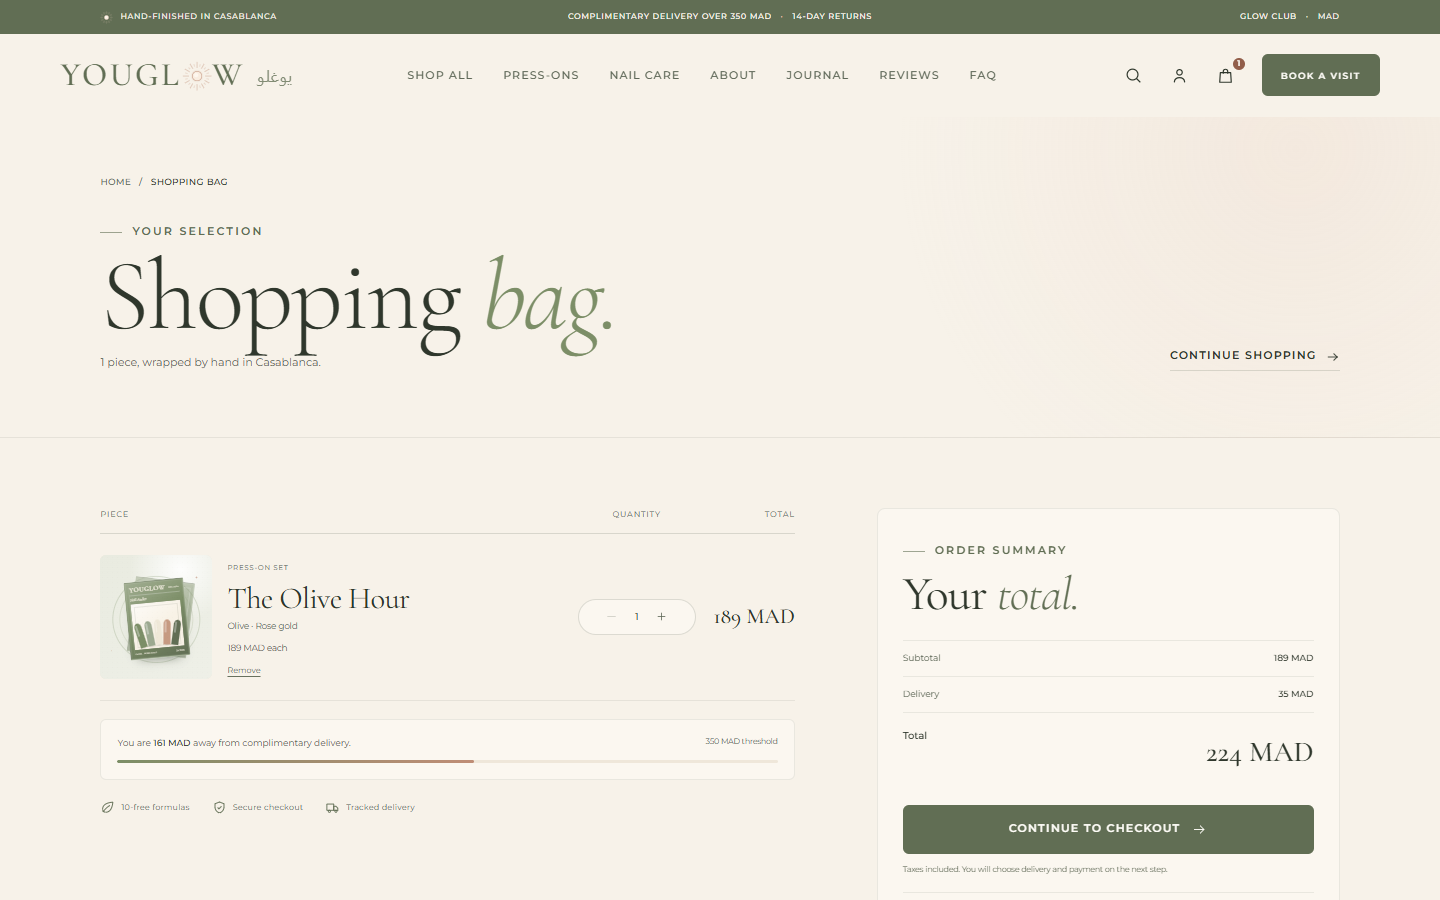 HAND-FINISHED IN CASABLANCA
COMPLIMENTARY DELIVERY OVER 350 MAD · 14-DAY RETURNS
GLOW CLUB · MAD
YOUGLOW يوغلو
SHOP ALL
PRESS-ONS
NAIL CARE
ABOUT
JOURNAL
REVIEWS
FAQ
1
BOOK A VISIT
HOME / SHOPPING BAG
YOUR SELECTION
Shopping bag.
1 piece, wrapped by hand in Casablanca.
CONTINUE SHOPPING →
PIECE QUANTITY TOTAL
PRESS-ON SET
The Olive Hour
Olive · Rose gold
189 MAD each
Remove
YOUGLOW
− 1 +
189 MAD
You are 161 MAD away from complimentary delivery.
350 MAD threshold
10-free formulas
Secure checkout
Tracked delivery
ORDER SUMMARY
Your total.
Subtotal 189 MAD
Delivery 35 MAD
Total 224 MAD
CONTINUE TO CHECKOUT →
Taxes included. You will choose delivery and payment on the next step.